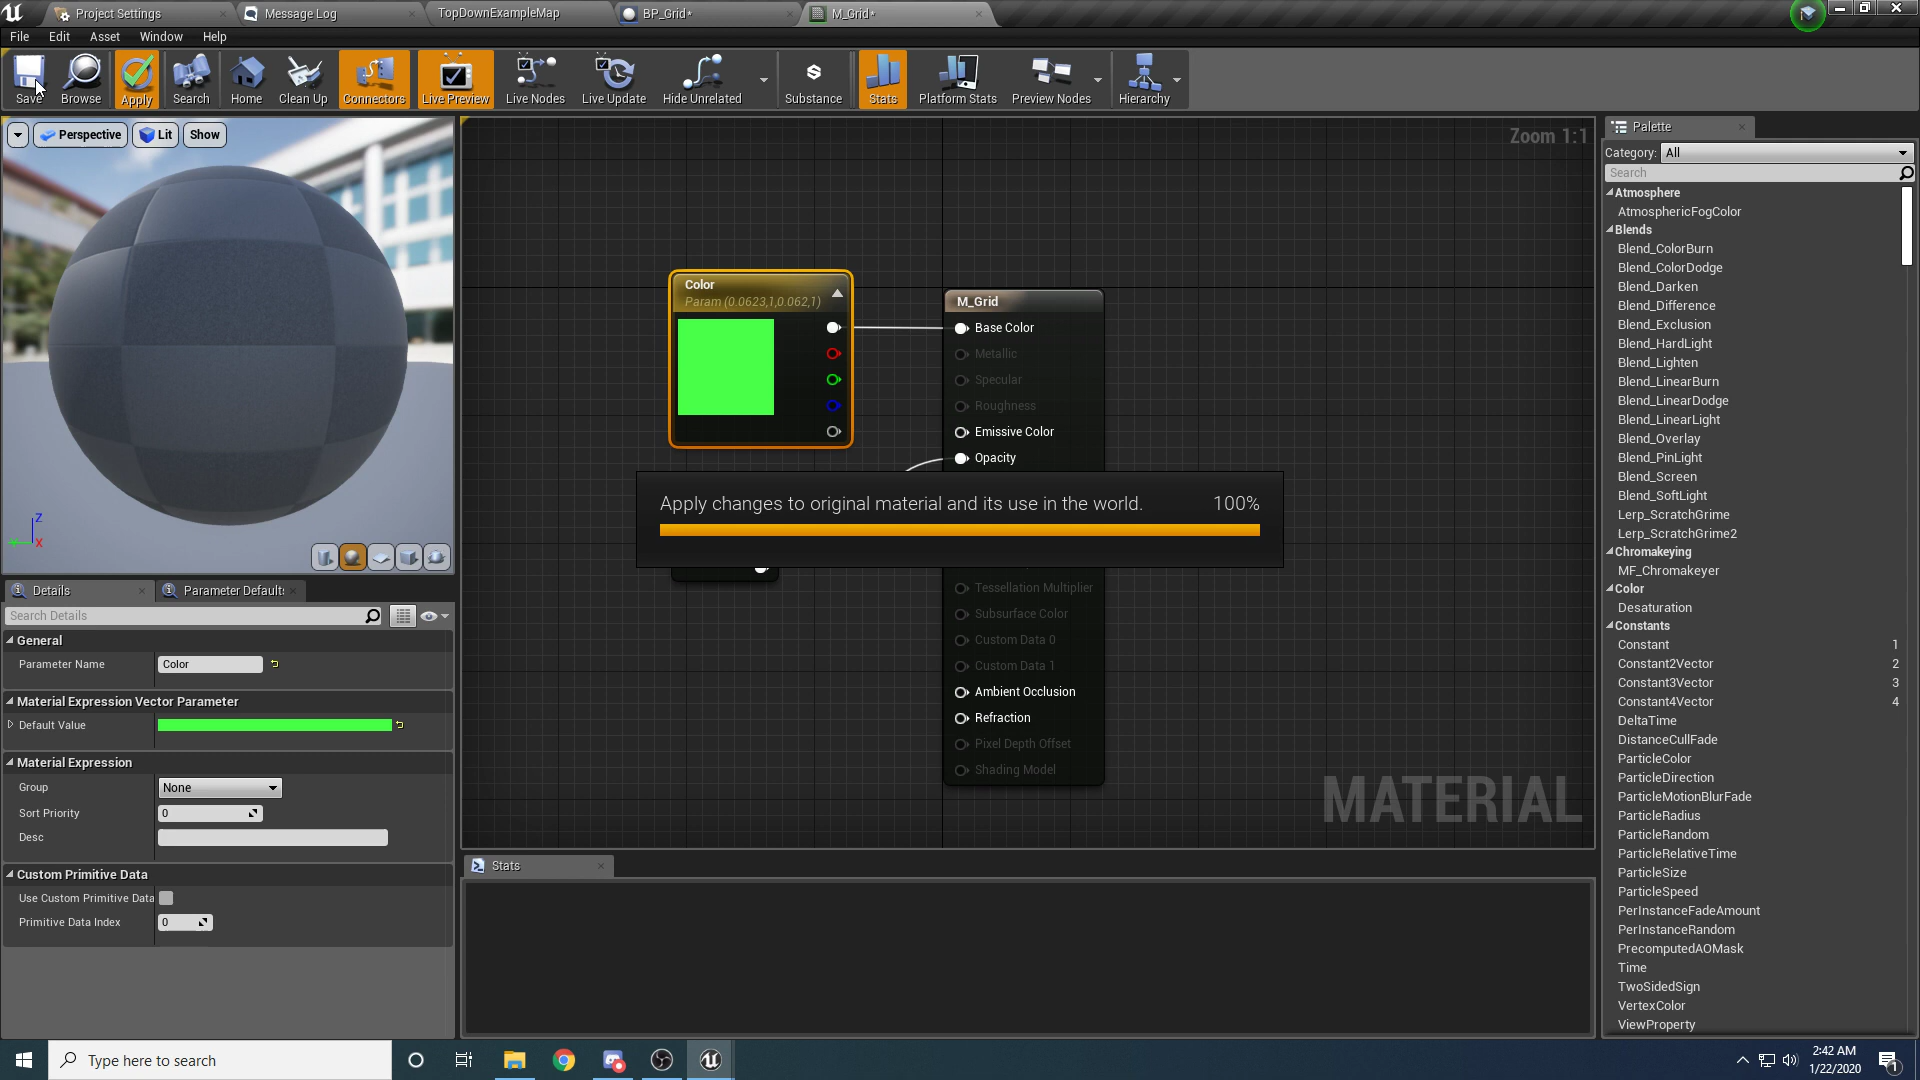 Project Settings
Message Log
TopDownExampleMap
BP_Grid*
M_Grid*
File Edit Asset Window Help
Save Browse Apply Search Home Clean Up Connectors Live Preview Live Nodes Live Update Hide Unrelated Substance Stats Platform Stats Preview Nodes Hierarchy
Perspective Lit Show
Zoom 1:1
Z
X
Color
Param (0.0623,1,0.062,1)
M_Grid
Base Color
Metallic
Specular
Roughness
Emissive Color
Opacity
Apply changes to original material and its use in the world. 100%
Tessellation Multiplier
Subsurface Color
Custom Data 0
Custom Data 1
Ambient Occlusion
Refraction
Pixel Depth Offset
Shading Model
MATERIAL
Details
Parameter Default
Search Details
General
Parameter Name Color
Material Expression Vector Parameter
Default Value
Material Expression
Group None
Sort Priority 0
Desc
Custom Primitive Data
Use Custom Primitive Data
Primitive Data Index 0
Stats
Palette
Category: All
Search
Atmosphere
AtmosphericFogColor
Blends
Blend_ColorBurn
Blend_ColorDodge
Blend_Darken
Blend_Difference
Blend_Exclusion
Blend_HardLight
Blend_Lighten
Blend_LinearBurn
Blend_LinearDodge
Blend_LinearLight
Blend_Overlay
Blend_PinLight
Blend_Screen
Blend_SoftLight
Lerp_ScratchGrime
Lerp_ScratchGrime2
Chromakeying
MF_Chromakeyer
Color
Desaturation
Constants
Constant 1
Constant2Vector 2
Constant3Vector 3
Constant4Vector 4
DeltaTime
DistanceCullFade
ParticleColor
ParticleDirection
ParticleMotionBlurFade
ParticleRadius
ParticleRandom
ParticleRelativeTime
ParticleSize
ParticleSpeed
PerInstanceFadeAmount
PerInstanceRandom
PrecomputedAOMask
Time
TwoSidedSign
VertexColor
ViewProperty
Type here to search
2:42 AM
1/22/2020
1